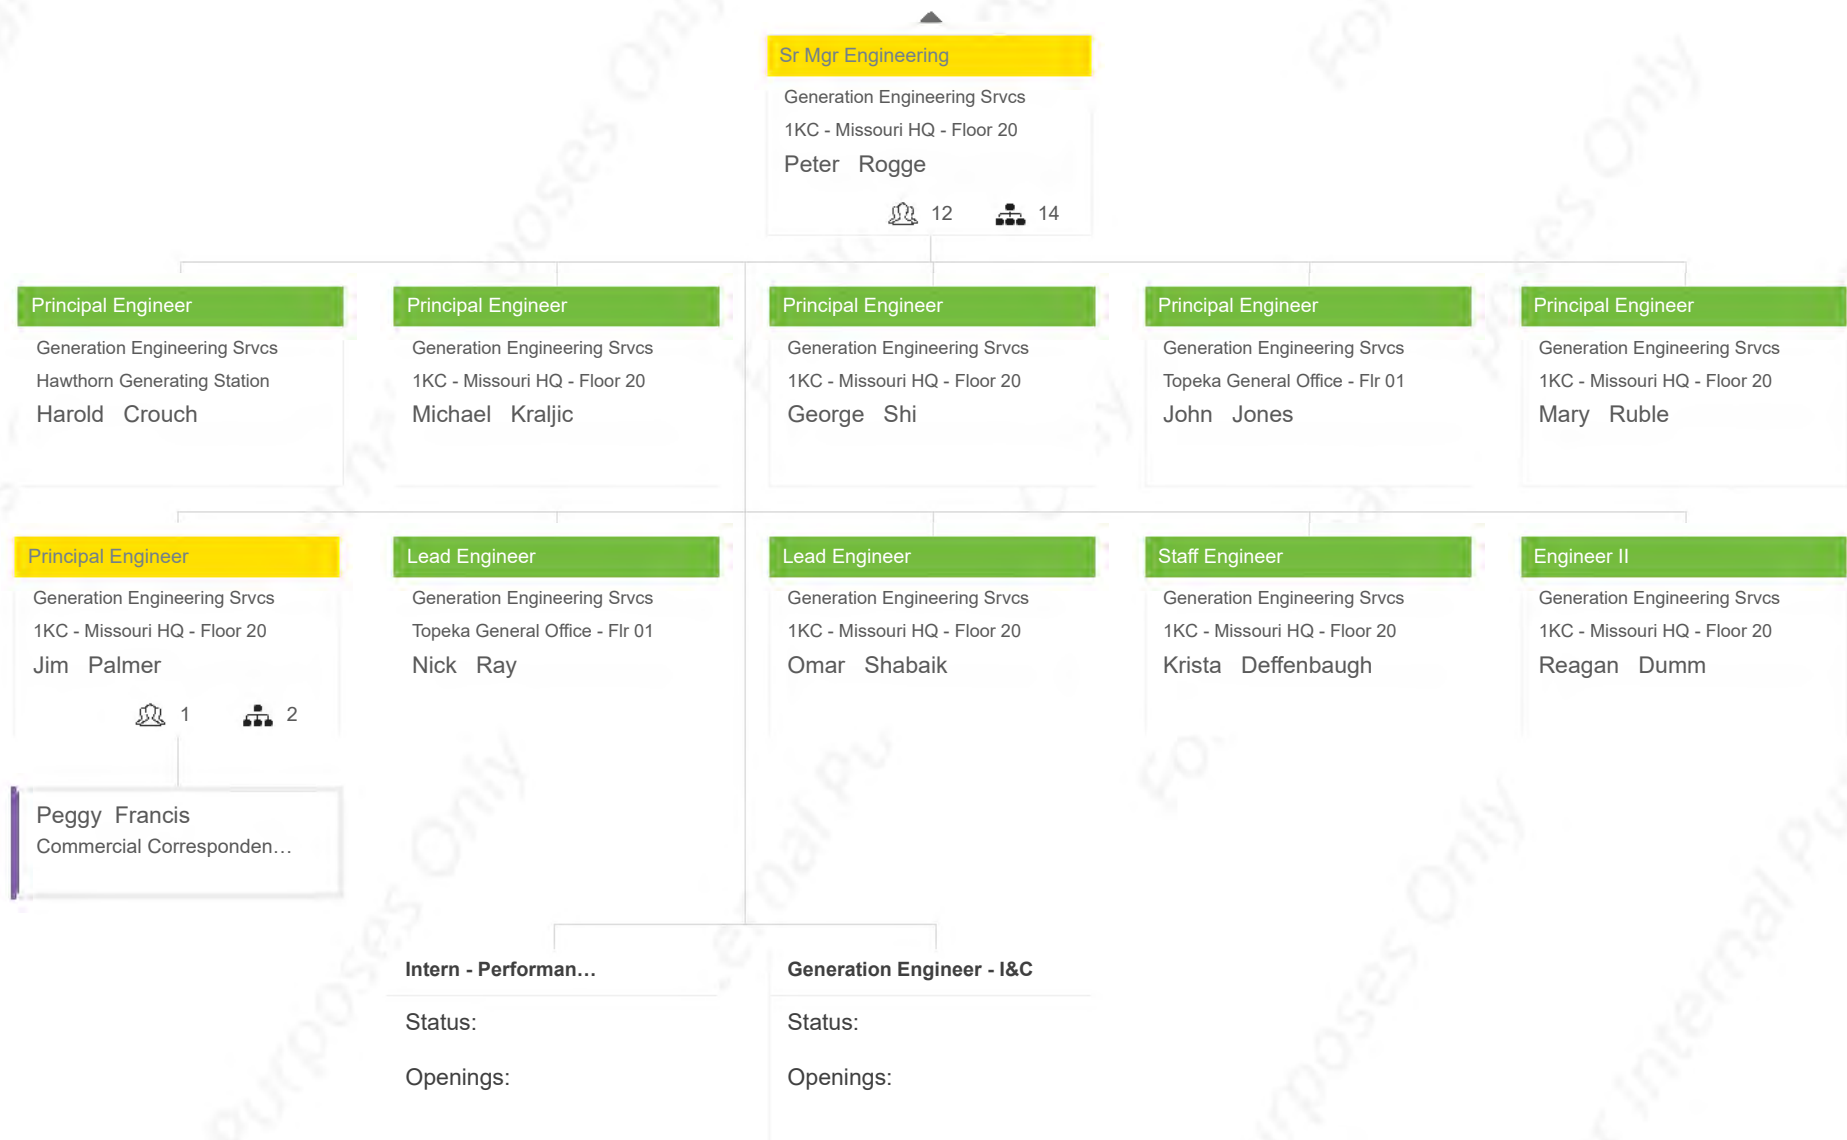 Sr Mgr Engineering
Generation Engineering Srvcs
1KC - Missouri HQ - Floor 20
Peter Rogge
12 14
Principal Engineer
Generation Engineering Srvcs
Hawthorn Generating Station
Harold Crouch
Principal Engineer
Generation Engineering Srvcs
1KC - Missouri HQ - Floor 20
Michael Kraljic
Principal Engineer
Generation Engineering Srvcs
1KC - Missouri HQ - Floor 20
George Shi
Principal Engineer
Generation Engineering Srvcs
Topeka General Office - Flr 01
John Jones
Principal Engineer
Generation Engineering Srvcs
1KC - Missouri HQ - Floor 20
Mary Ruble
Principal Engineer
Generation Engineering Srvcs
1KC - Missouri HQ - Floor 20
Jim Palmer
1 2
Peggy Francis
Commercial Corresponden...
Lead Engineer
Generation Engineering Srvcs
Topeka General Office - Flr 01
Nick Ray
Lead Engineer
Generation Engineering Srvcs
1KC - Missouri HQ - Floor 20
Omar Shabaik
Staff Engineer
Generation Engineering Srvcs
1KC - Missouri HQ - Floor 20
Krista Deffenbaugh
Engineer II
Generation Engineering Srvcs
1KC - Missouri HQ - Floor 20
Reagan Dumm
Intern - Performan...
Status:
Openings:
Generation Engineer - I&C
Status:
Openings: